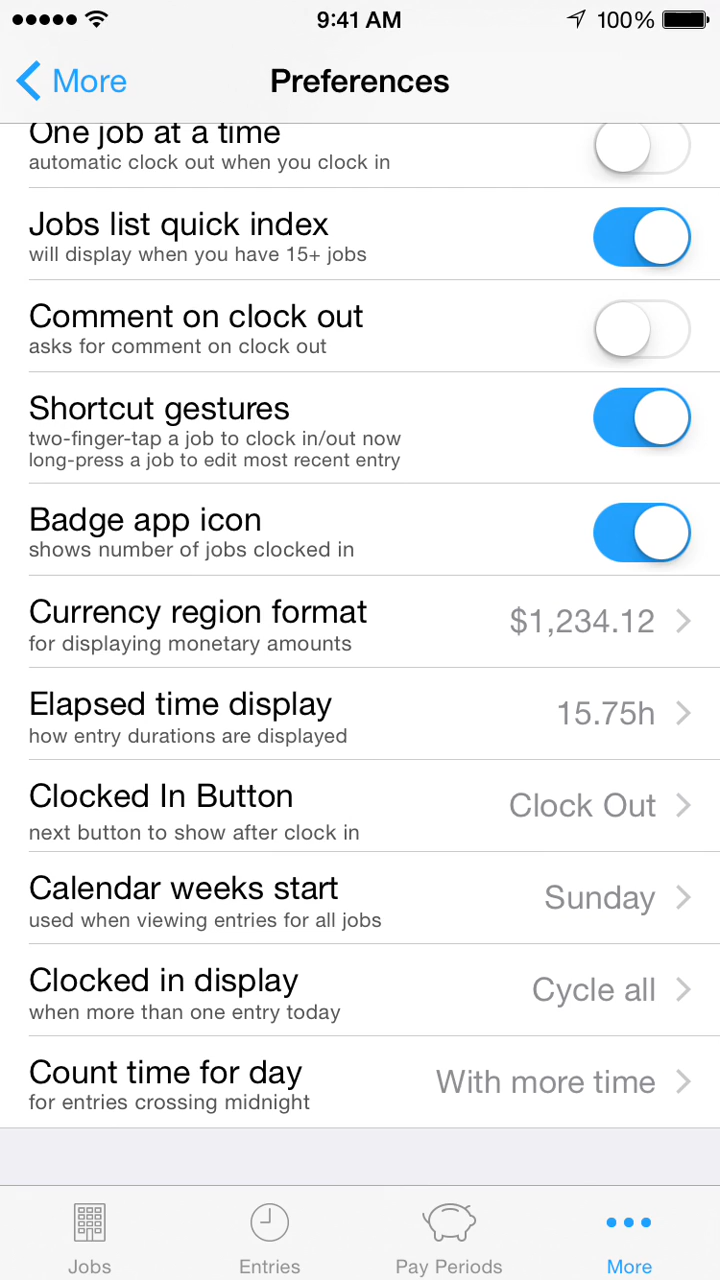 9:41 AM
100%
More
Preferences
One job at a time
automatic clock out when you clock in
Jobs list quick index
will display when you have 15+ jobs
Comment on clock out
asks for comment on clock out
Shortcut gestures
two-finger-tap a job to clock in/out now
long-press a job to edit most recent entry
Badge app icon
shows number of jobs clocked in
Currency region format
$1,234.12
for displaying monetary amounts
Elapsed time display
15.75h
how entry durations are displayed
Clocked In Button
Clock Out
next button to show after clock in
Calendar weeks start
Sunday
used when viewing entries for all jobs
Clocked in display
Cycle all
when more than one entry today
Count time for day
With more time
for entries crossing midnight
Jobs
Entries
Pay Periods
More